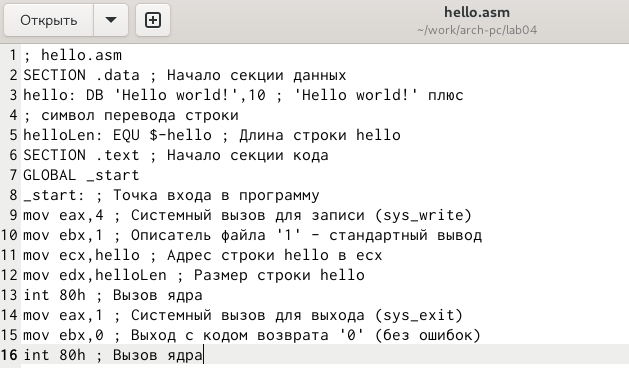 Открыть
hello.asm
~/work/arch-pc/lab04
1 ; hello.asm
2 SECTION .data ; Начало секции данных
3 hello: DB 'Hello world!',10 ; 'Hello world!' плюс
4 ; символ перевода строки
5 helloLen: EQU $-hello ; Длина строки hello
6 SECTION .text ; Начало секции кода
7 GLOBAL _start
8 _start: ; Точка входа в программу
9 mov eax,4 ; Системный вызов для записи (sys_write)
10 mov ebx,1 ; Описатель файла '1' - стандартный вывод
11 mov ecx,hello ; Адрес строки hello в ecx
12 mov edx,helloLen ; Размер строки hello
13 int 80h ; Вызов ядра
14 mov eax,1 ; Системный вызов для выхода (sys_exit)
15 mov ebx,0 ; Выход с кодом возврата '0' (без ошибок)
16 int 80h ; Вызов ядра